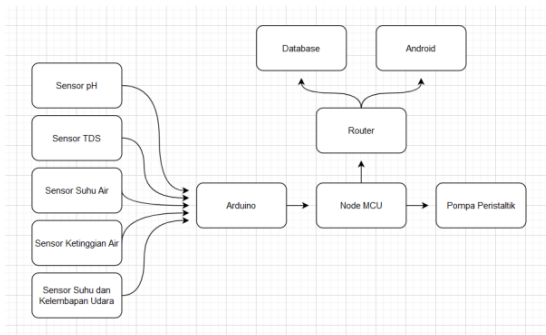 Database
Android
Sensor pH
Router
Sensor TDS
Sensor Suhu Air
Arduino
Node MCU
Pompa Peristaltik
Sensor Ketinggian Air
Sensor Suhu dan
Kelembapan Udara